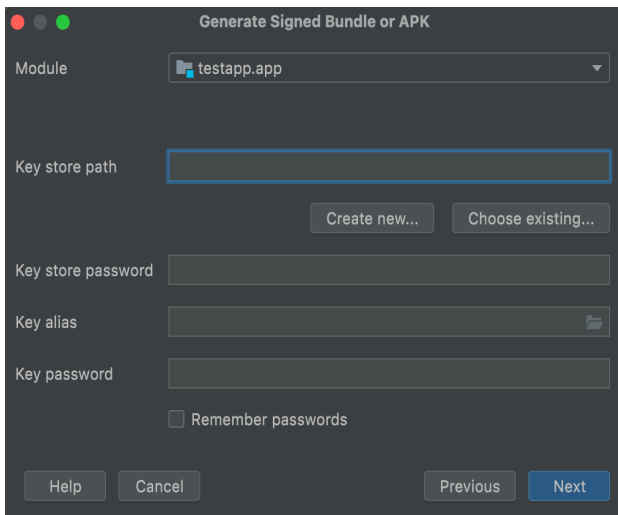 Generate Signed Bundle or APK
Module testapp.app
Key store path
Create new... Choose existing...
Key store password
Key alias
Key password
Remember passwords
Help Cancel Previous Next